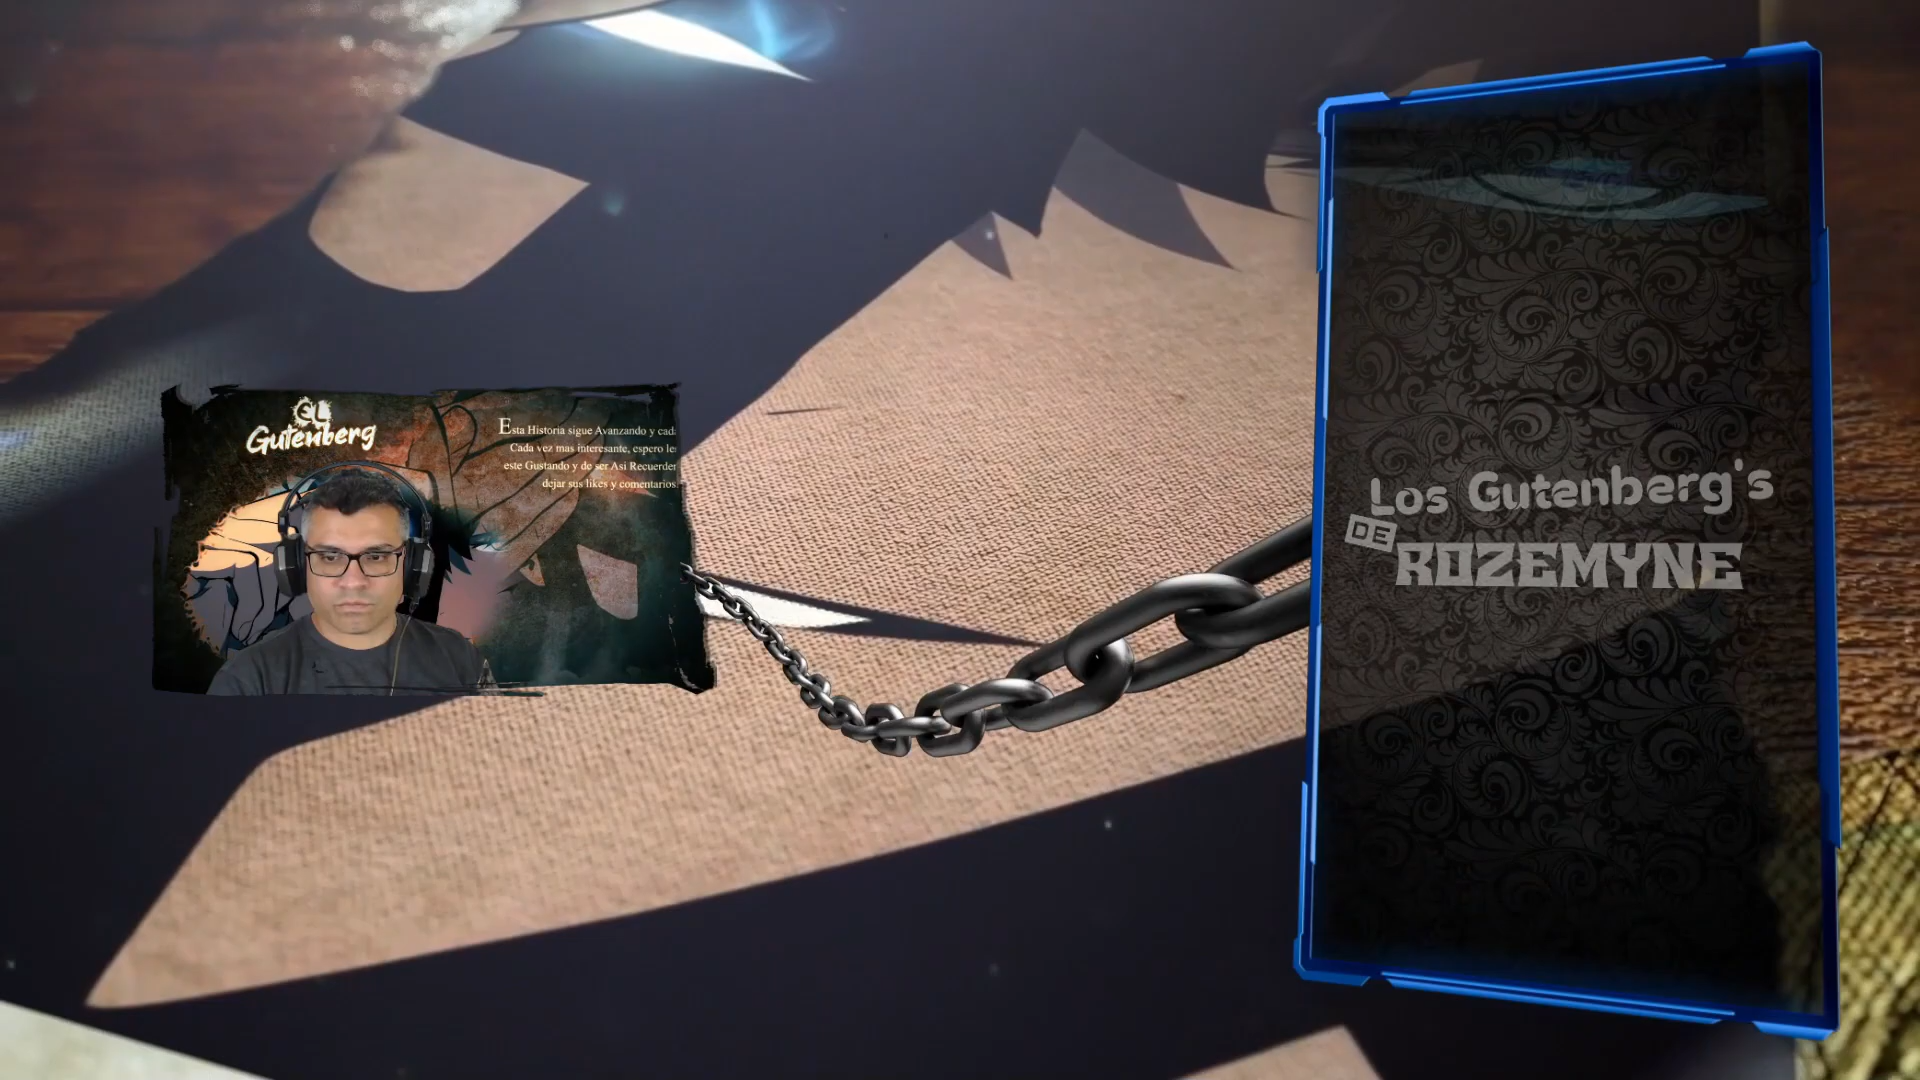 EL
Gutenberg
Esta Historia sigue Avanzando y cada
Cada vez mas interesante, espero les
este Gustando y de ser Asi Recuerden
dejar sus likes y comentarios.
Los Gutenberg's
DE
ROZEMYNE